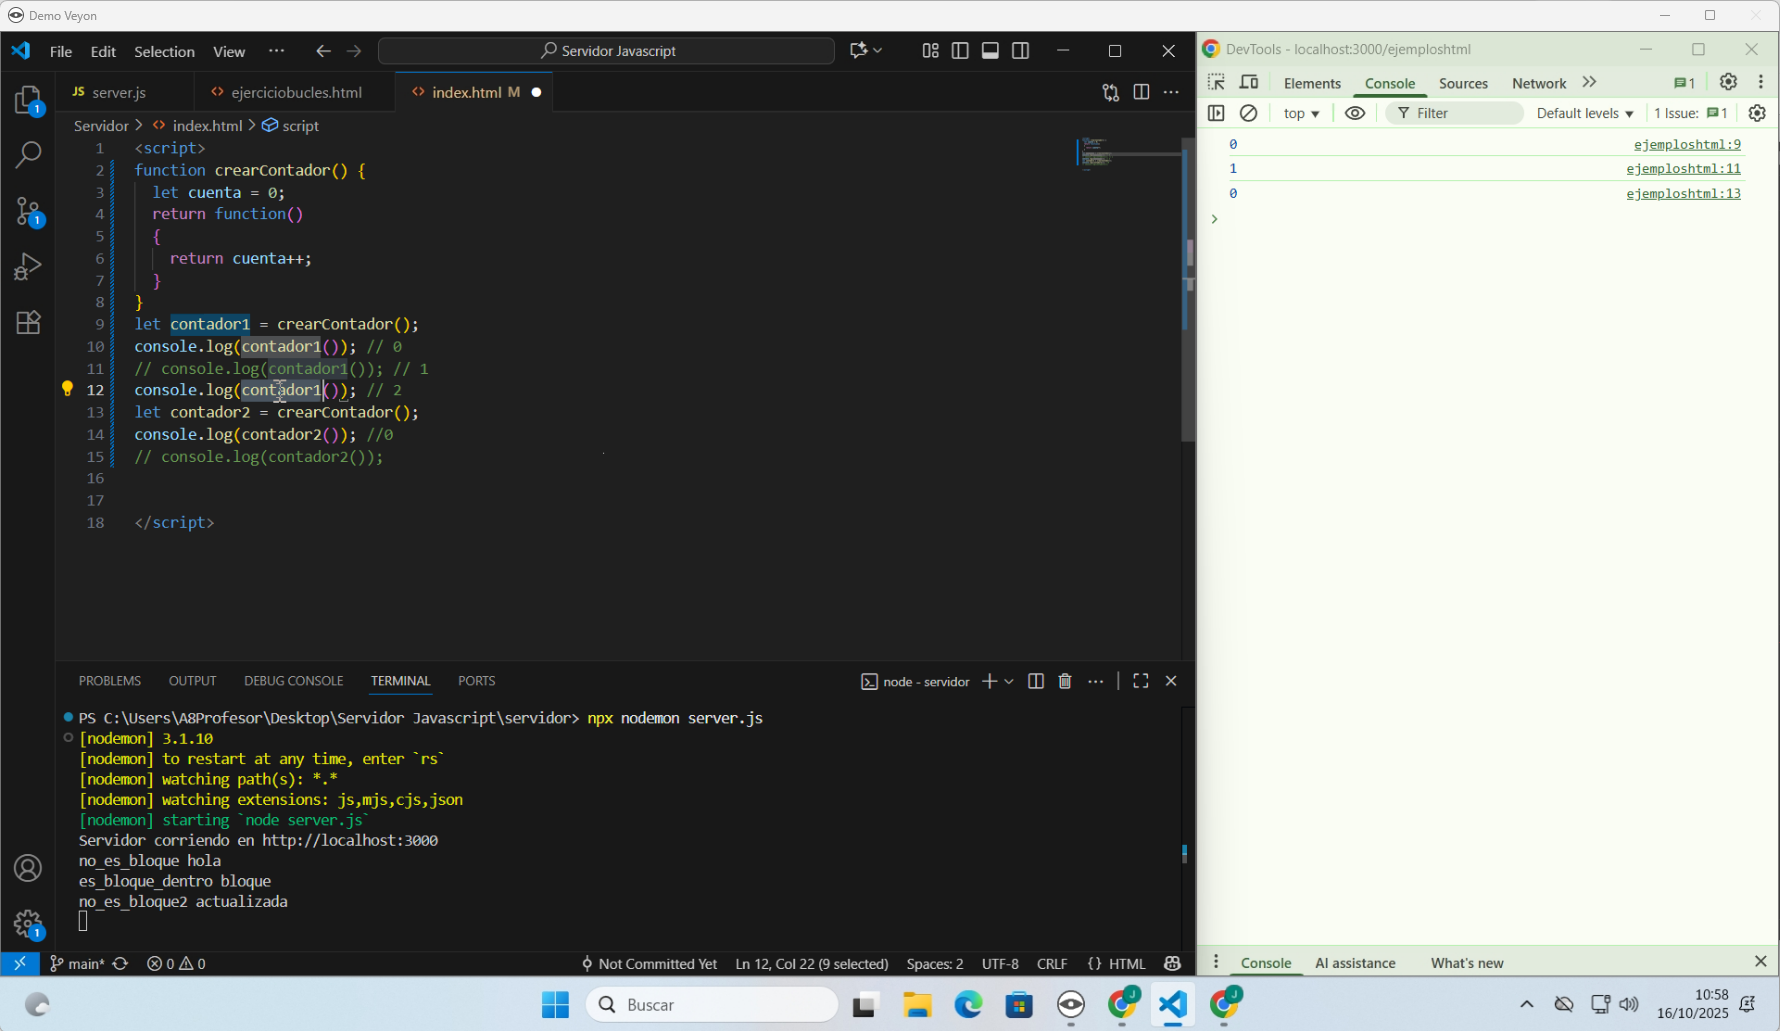 Demo Veyon
File Edit Selection View ··· Servidor Javascript
JS server.js ejerciciobucles.html index.html M
Servidor > index.html > script
1 <script>
2 function crearContador() {
3 let cuenta = 0;
4 return function()
5 {
6 return cuenta++;
7 }
8 }
9 let contador1 = crearContador();
10 console.log(contador1()); // 0
11 // console.log(contador1()); // 1
12 console.log(contador1()); // 2
13 let contador2 = crearContador();
14 console.log(contador2()); //0
15 // console.log(contador2());
16
17
18 </script>
PROBLEMS OUTPUT DEBUG CONSOLE TERMINAL PORTS node - servidor
PS C:\Users\A8Profesor\Desktop\Servidor Javascript\servidor> npx nodemon server.js
[nodemon] 3.1.10
[nodemon] to restart at any time, enter `rs`
[nodemon] watching path(s): *.*
[nodemon] watching extensions: js,mjs,cjs,json
[nodemon] starting `node server.js`
Servidor corriendo en http://localhost:3000
no_es_bloque hola
es_bloque_dentro bloque
no_es_bloque2 actualizada
1
1
1
main* 0 0 Not Committed Yet Ln 12, Col 22 (9 selected) Spaces: 2 UTF-8 CRLF {} HTML
DevTools - localhost:3000/ejemploshtml
Elements Console Sources Network >> 1
top Filter Default levels 1 Issue: 1
0 ejemploshtml:9
1 ejemploshtml:11
0 ejemploshtml:13
>
Console AI assistance What's new
Buscar
J
J
10:58
16/10/2025